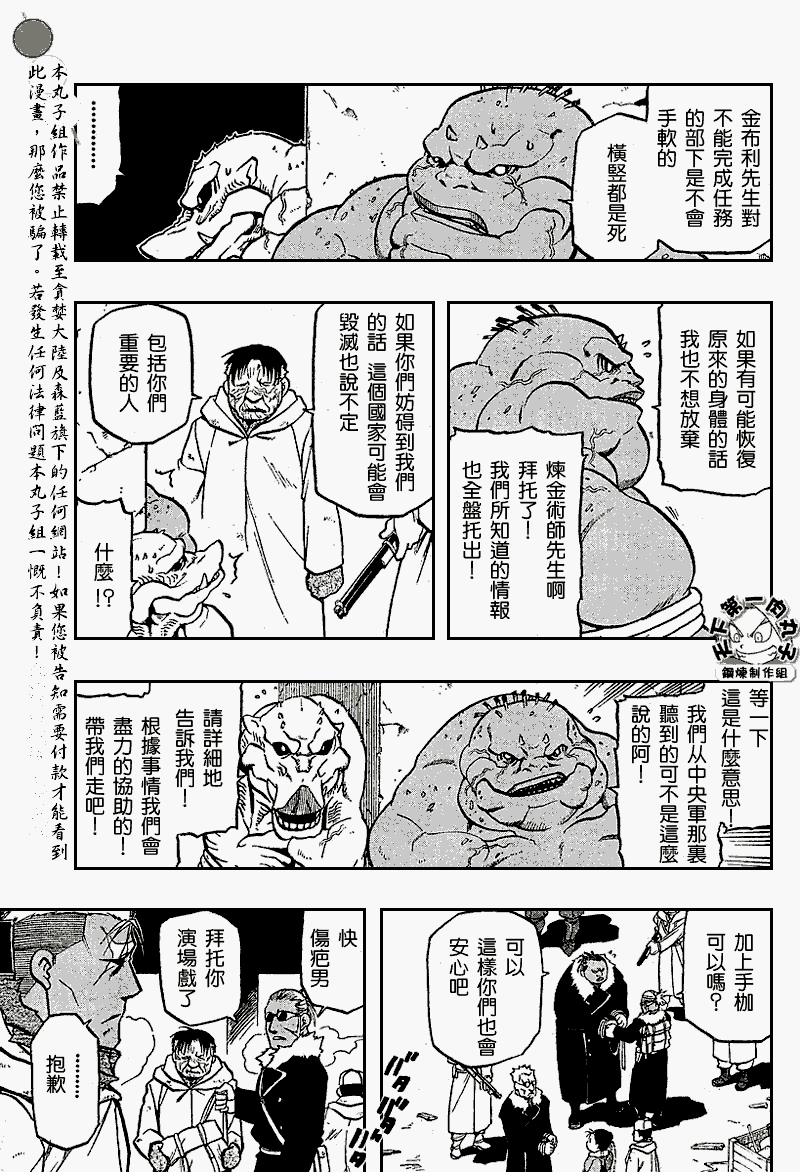 金布利先生對
不能完成任務
的部下是不會
手軟的
橫竪都是死
…………
如果有可能恢復
原來的身體的話
我也不想放棄
煉金術師先生啊
拜托了！
我們所知道的情報
也全盤托出！
如果你們妨碍到我們
的話 這個國家可能會
毀滅也說不定
包括你們
重要的人
什麼！？
等一下
這是什麼意思！
我們从中央軍那裏
聽到的可不是這麼
說的阿！
請詳細地
告訴我們！
根據事情我們會
盡力的協助的！
帶我們走吧！
加上手枷
可以嗎？
可以
這樣你們也會
安心吧
バタ
バタ
快
傷疤男
拜托你
演場戲了
抱歉……
本丸子組作品禁止轉載至貪婪大陸及森藍旗下的任何網站！如果您被告知需要付款才能看到
此漫畫，那麼您被騙了。若發生任何法律問題本丸子組一慨不負責！
天下第一肉丸子
鋼煉制作組